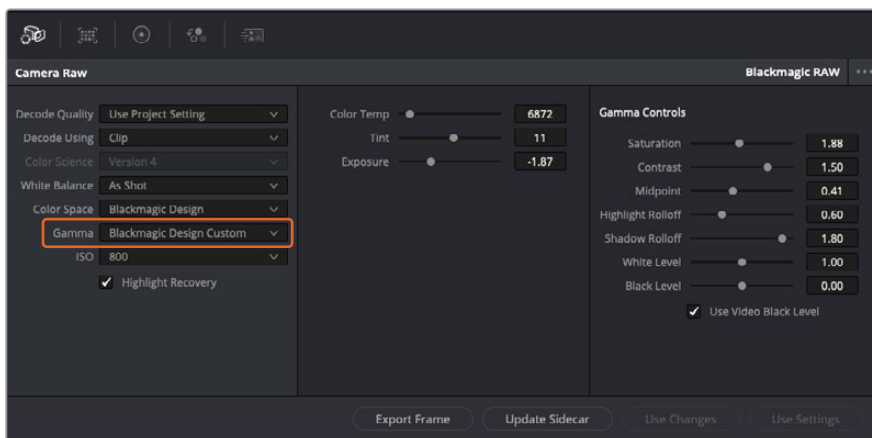 Camera Raw
Blackmagic RAW
Decode Quality Use Project Setting
Decode Using Clip
Color Science Version 4
White Balance As Shot
Color Space Blackmagic Design
Gamma Blackmagic Design Custom
ISO 800
Highlight Recovery
Color Temp 6872
Tint 11
Exposure -1.87
Gamma Controls
Saturation 1.88
Contrast 1.50
Midpoint 0.41
Highlight Rolloff 0.60
Shadow Rolloff 1.80
White Level 1.00
Black Level 0.00
Use Video Black Level
Export Frame Update Sidecar Use Changes Use Settings